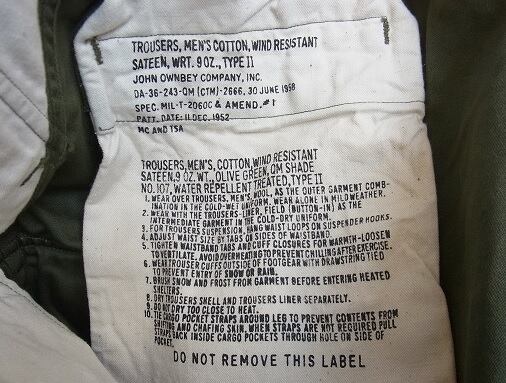 TROUSERS, MEN'S COTTON, WIND RESISTANT
SATEEN, WRT. 9 OZ., TYPE II
JOHN OWNBEY COMPANY, INC.
DA-36-243-QM (CTM)-2666, 30 JUNE 1958
SPEC. MIL-T-2060C & AMEND. #1
PATT. DATE: 11 DEC. 1952
MC AND TSA
TROUSERS, MEN'S, COTTON, WIND RESISTANT
SATEEN, 9 OZ. WT., OLIVE GREEN, QM SHADE
NO. 107, WATER REPELLENT TREATED, TYPE II
1. WEAR OVER TROUSERS, MEN'S, WOOL, AS THE OUTER GARMENT COMB-
INATION IN THE COLD-WET UNIFORM. WEAR ALONE IN MILD WEATHER.
2. WEAR WITH THE TROUSERS-LINER, FIELD (BUTTON-IN) AS THE
INTERMEDIATE GARMENT IN THE COLD-DRY UNIFORM.
3. FOR TROUSERS SUSPENSION, HANG WAIST LOOPS ON SUSPENDER HOOKS.
4. ADJUST WAIST SIZE BY TABS ON SIDES OF WAISTBAND.
5. TIGHTEN WAISTBAND TABS AND CUFF CLOSURES FOR WARMTH-LOOSEN
TO VENTILATE. AVOID OVERHEATING TO PREVENT CHILLING AFTER EXERCISE.
6. WEAR TROUSER CUFFS OUTSIDE OF FOOTGEAR WITH DRAWSTRING TIED
TO PREVENT ENTRY OF SNOW OR RAIN.
7. BRUSH SNOW AND FROST FROM GARMENT BEFORE ENTERING HEATED
SHELTERS.
8. DRY TROUSERS SHELL AND TROUSERS LINER SEPARATELY.
9. DO NOT DRY TOO CLOSE TO HEAT.
10. TIE CARGO POCKET STRAPS AROUND LEG TO PREVENT CONTENTS FROM
SHIFTING AND CHAFING SKIN. WHEN STRAPS ARE NOT REQUIRED PULL
STRAPS BACK INSIDE CARGO POCKETS THROUGH HOLE ON SIDE OF
POCKET.
DO NOT REMOVE THIS LABEL